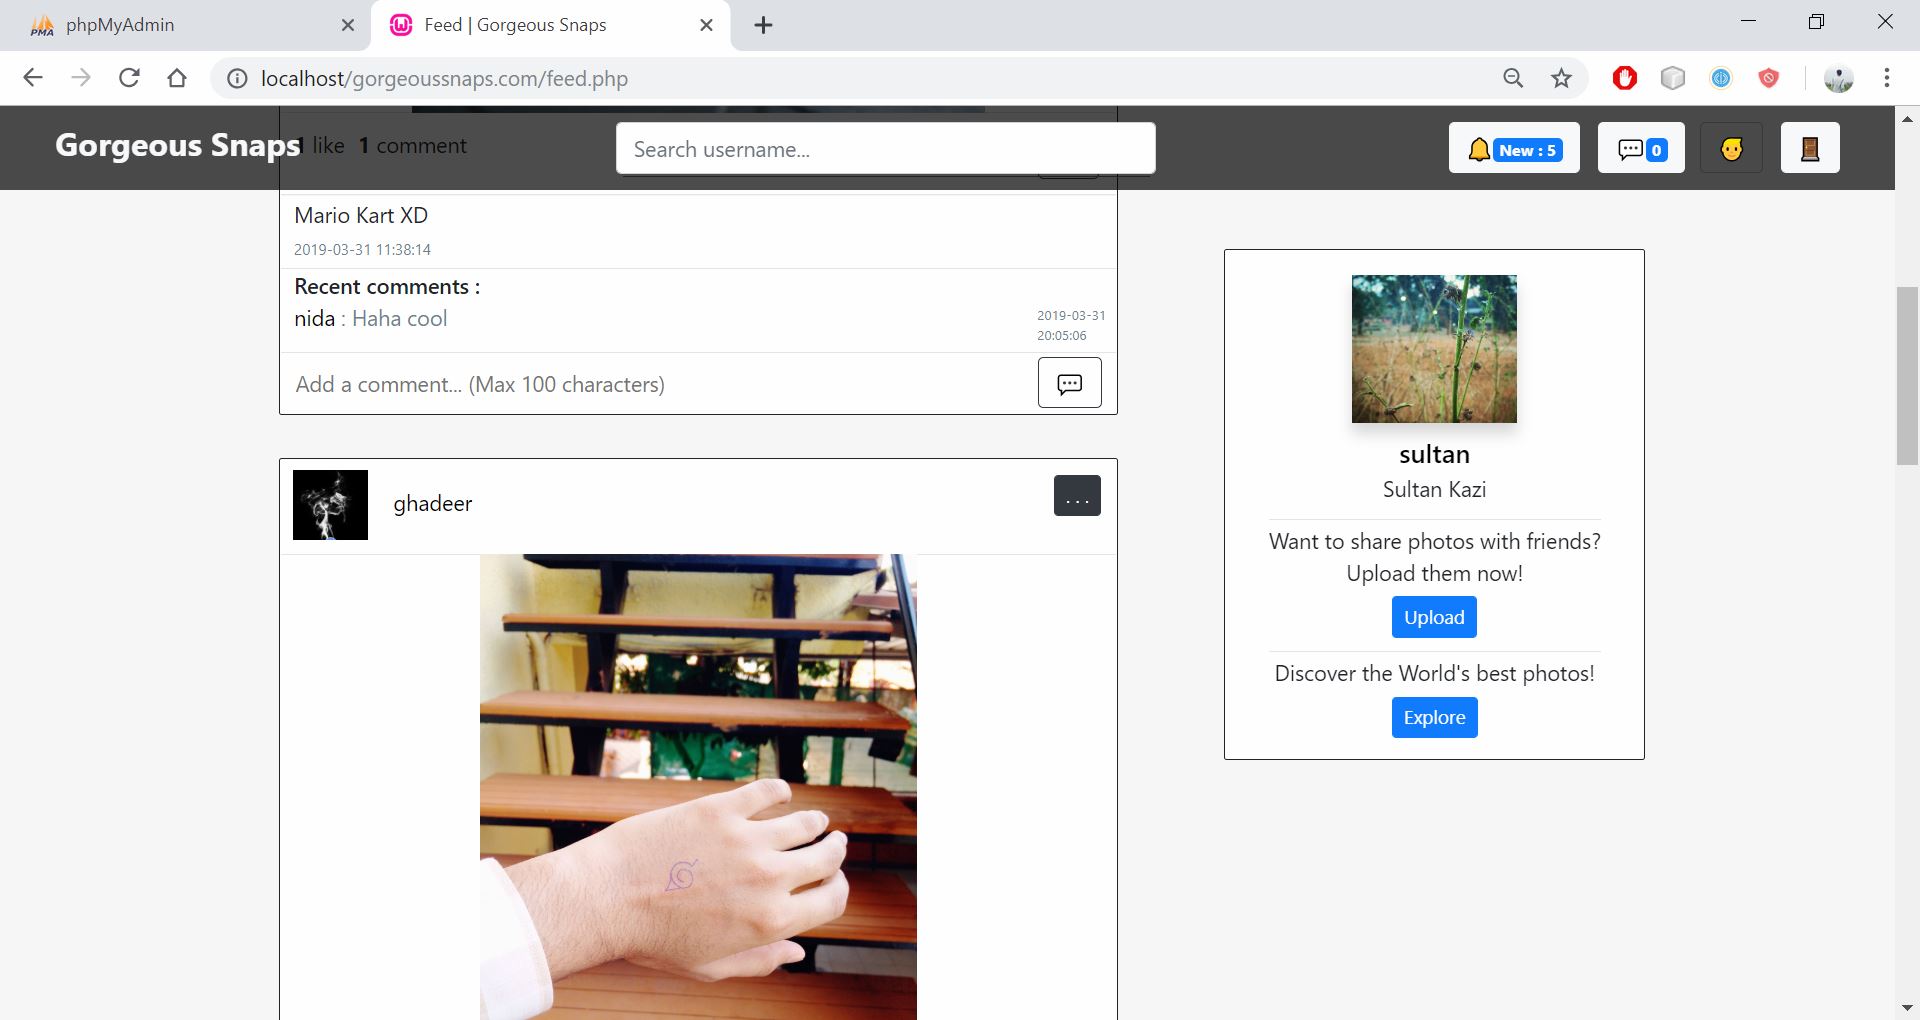 phpMyAdmin
Feed | Gorgeous Snaps
localhost/gorgeoussnaps.com/feed.php
Gorgeous Snaps
1 like 1 comment
Search username...
New : 5
0
Mario Kart XD
2019-03-31 11:38:14
Recent comments :
nida : Haha cool
2019-03-31
20:05:06
Add a comment... (Max 100 characters)
ghadeer
...
sultan
Sultan Kazi
Want to share photos with friends?
Upload them now!
Upload
Discover the World's best photos!
Explore